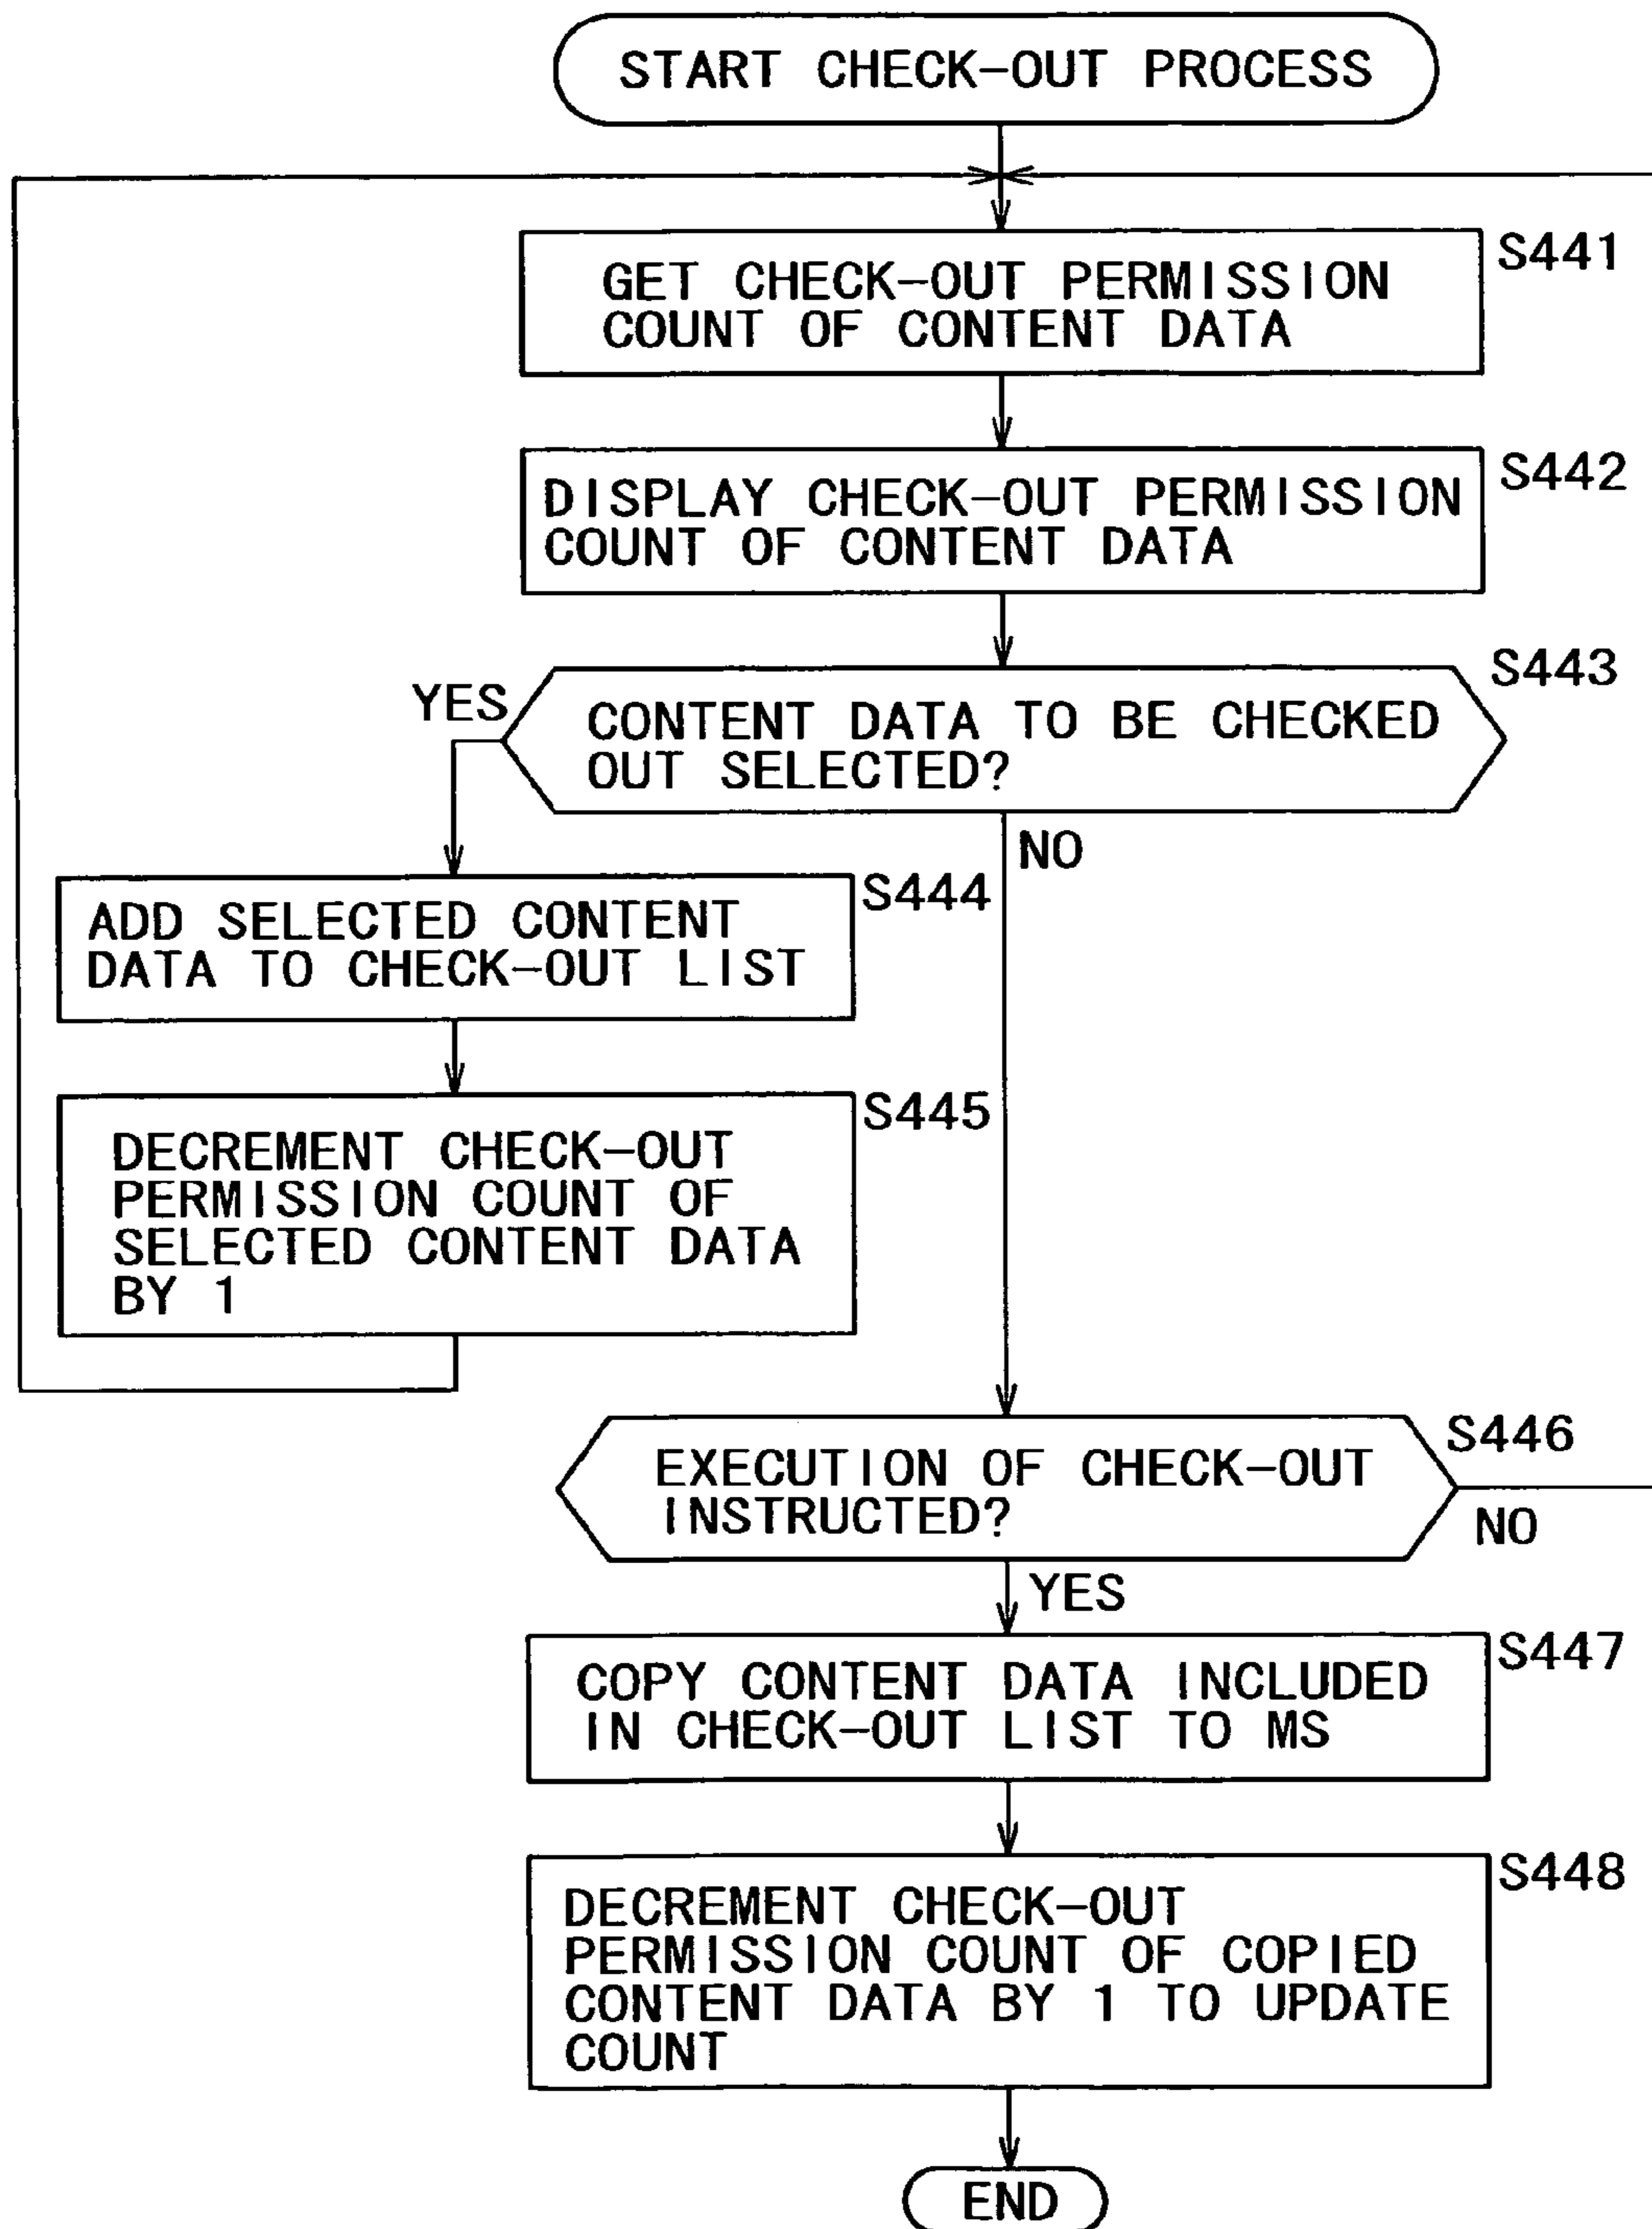 START CHECK-OUT PROCESS
S441
GET CHECK-OUT PERMISSION
COUNT OF CONTENT DATA
S442
DISPLAY CHECK-OUT PERMISSION
COUNT OF CONTENT DATA
S443
YES
CONTENT DATA TO BE CHECKED
OUT SELECTED?
NO
S444
ADD SELECTED CONTENT
DATA TO CHECK-OUT LIST
S445
DECREMENT CHECK-OUT
PERMISSION COUNT OF
SELECTED CONTENT DATA
BY 1
S446
EXECUTION OF CHECK-OUT
INSTRUCTED?
NO
YES
S447
COPY CONTENT DATA INCLUDED
IN CHECK-OUT LIST TO MS
S448
DECREMENT CHECK-OUT
PERMISSION COUNT OF COPIED
CONTENT DATA BY 1 TO UPDATE
COUNT
END